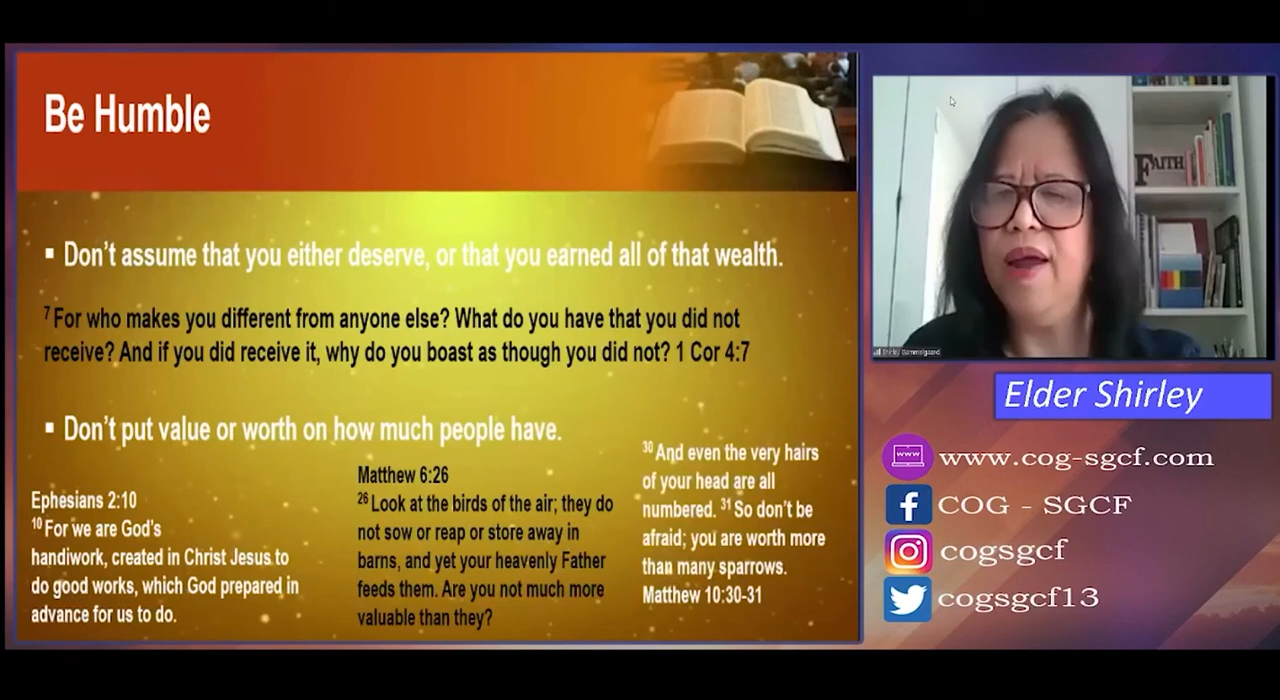 Be Humble
▪ Don't assume that you either deserve, or that you earned all of that wealth.
7 For who makes you different from anyone else? What do you have that you did not
receive? And if you did receive it, why do you boast as though you did not? 1 Cor 4:7
▪ Don't put value or worth on how much people have.
Ephesians 2:10
10 For we are God's
handiwork, created in Christ Jesus to
do good works, which God prepared in
advance for us to do.
Matthew 6:26
26 Look at the birds of the air; they do
not sow or reap or store away in
barns, and yet your heavenly Father
feeds them. Are you not much more
valuable than they?
30 And even the very hairs
of your head are all
numbered. 31 So don't be
afraid; you are worth more
than many sparrows.
Matthew 10:30-31
FAITH
Shirley Gammelgaard
Elder Shirley
www
www.cog-sgcf.com
COG - SGCF
cogsgcf
cogsgcf13